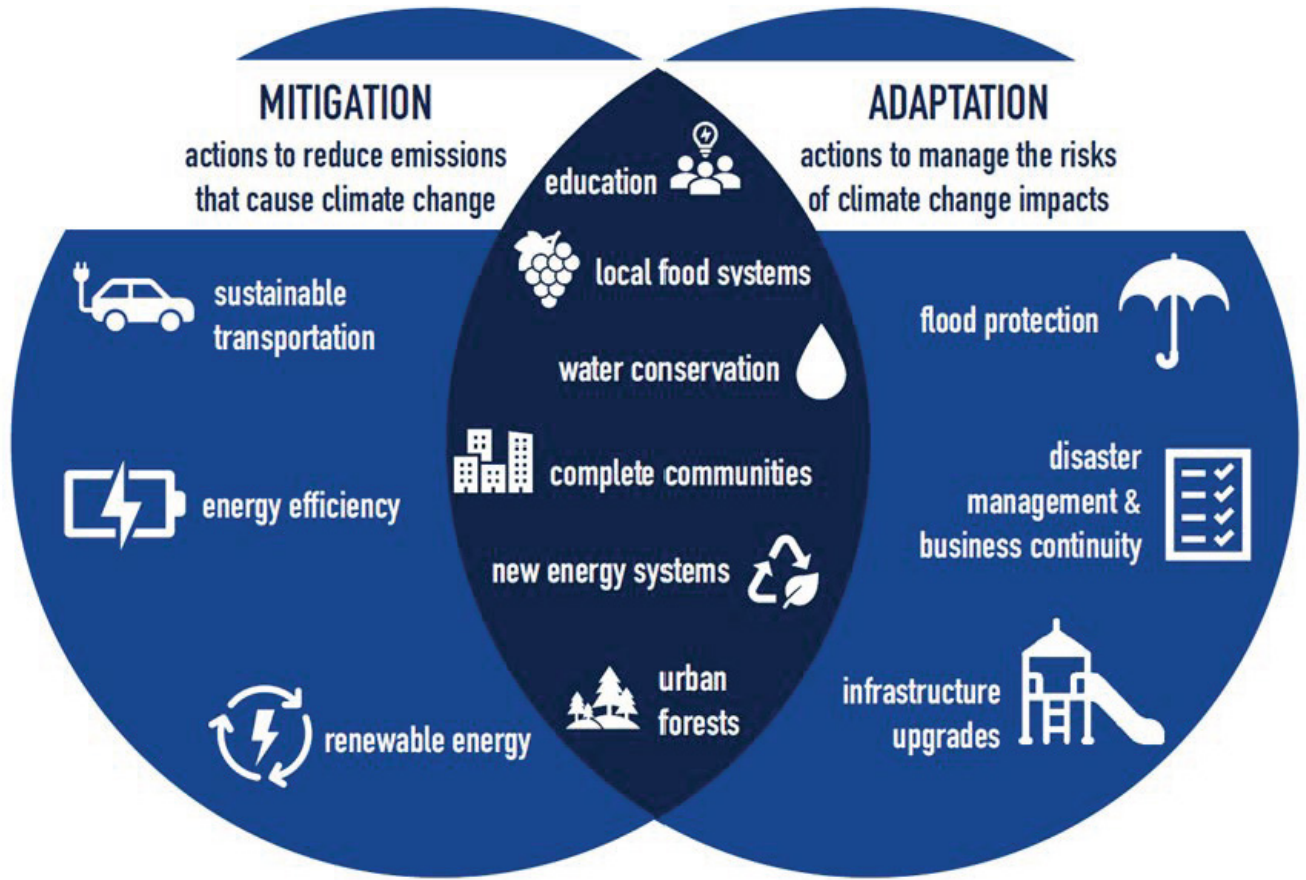 MITIGATION
actions to reduce emissions
that cause climate change
sustainable
transportation
energy efficiency
renewable energy
education
local food systems
water conservation
complete communities
new energy systems
urban
forests
ADAPTATION
actions to manage the risks
of climate change impacts
flood protection
disaster
management &
business continuity
infrastructure
upgrades